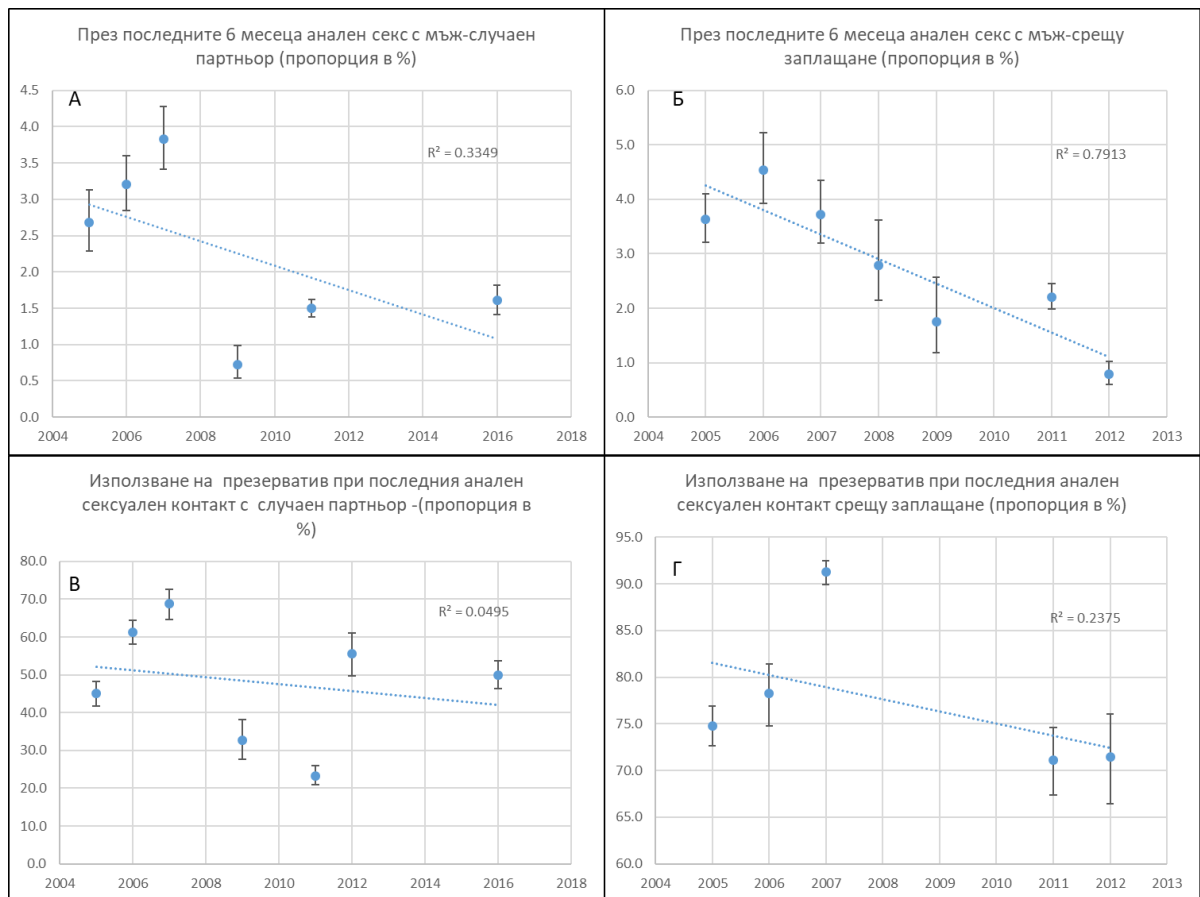 През последните 6 месеца анален секс с мъж-случаен
партньор (пропорция в %)
А
4.5
4.0
3.5
3.0
2.5
2.0
1.5
1.0
0.5
0.0
R² = 0.3349
2004 2006 2008 2010 2012 2014 2016 2018
През последните 6 месеца анален секс с мъж-срещу
заплащане (пропорция в %)
Б
6.0
5.0
4.0
3.0
2.0
1.0
0.0
R² = 0.7913
2004 2005 2006 2007 2008 2009 2010 2011 2012 2013
Използване на презерватив при последния анален
сексуален контакт с случаен партньор -(пропорция в
%)
В
80.0
70.0
60.0
50.0
40.0
30.0
20.0
10.0
0.0
R² = 0.0495
2004 2006 2008 2010 2012 2014 2016 2018
Използване на презерватив при последния анален
сексуален контакт срещу заплащане (пропорция в %)
Г
95.0
90.0
85.0
80.0
75.0
70.0
65.0
60.0
R² = 0.2375
2004 2005 2006 2007 2008 2009 2010 2011 2012 2013